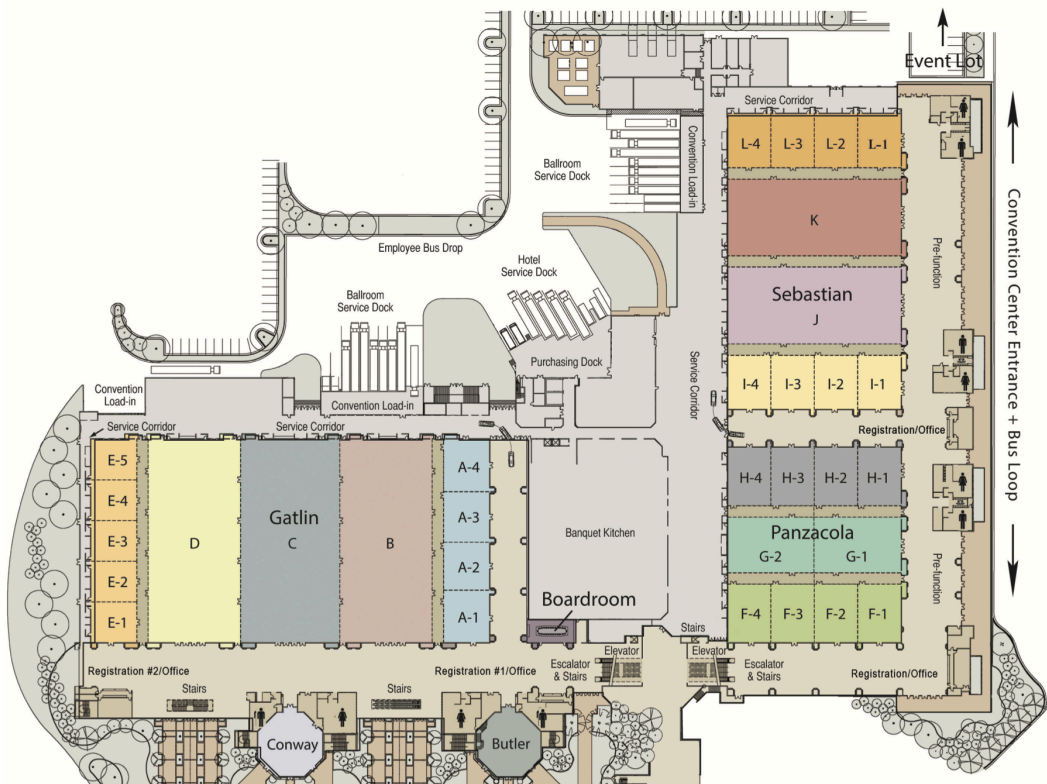 Event Lot
Service Corridor
Convention Load-in
L-4
L-3
L-2
L-1
Ballroom
Service Dock
K
Pre-function
Convention Center Entrance + Bus Loop
Employee Bus Drop
Hotel
Service Dock
Sebastian
J
Ballroom
Service Dock
Purchasing Dock
Service Corridor
I-4
I-3
I-2
I-1
Convention
Load-in
Convention Load-in
Service Corridor
Service Corridor
Registration/Office
E-5
E-4
E-3
E-2
E-1
D
Gatlin
C
B
A-4
A-3
A-2
A-1
Banquet Kitchen
H-4
H-3
H-2
H-1
Panzacola
G-2
G-1
Pre-function
F-4
F-3
F-2
F-1
Boardroom
Stairs
Elevator
Elevator
Registration #2/Office
Registration #1/Office
Escalator
& Stairs
Escalator
& Stairs
Registration/Office
Stairs
Stairs
Conway
Butler